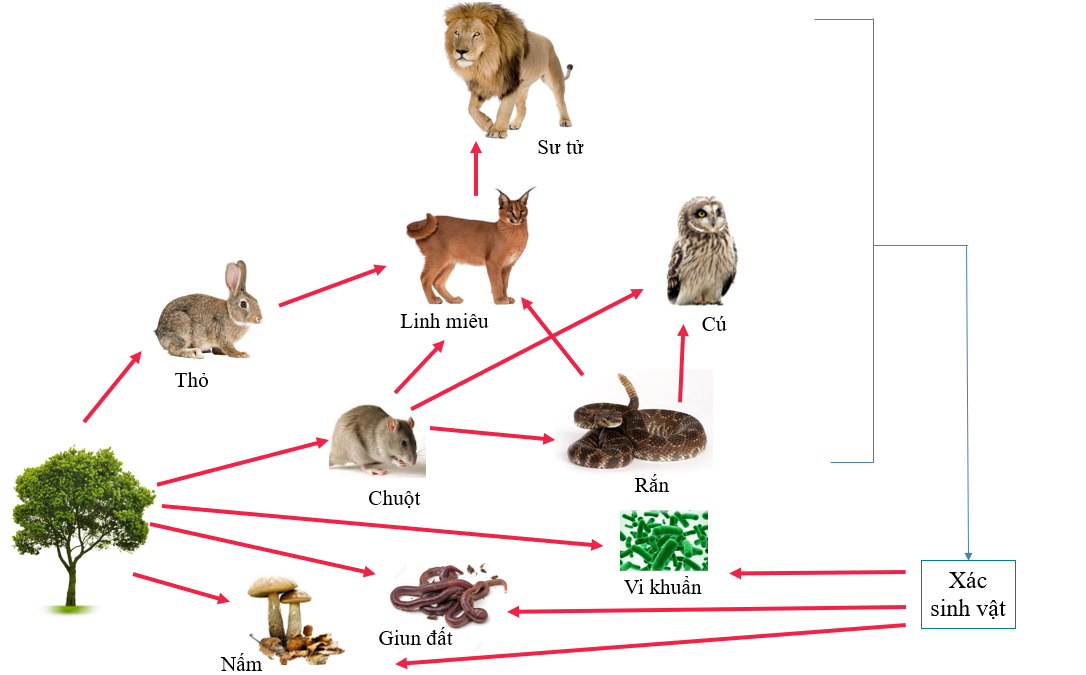 Sư tử
Linh miêu
Cú
Thỏ
Chuột
Rắn
Vi khuẩn
Xác
sinh vật
Giun đất
Nấm